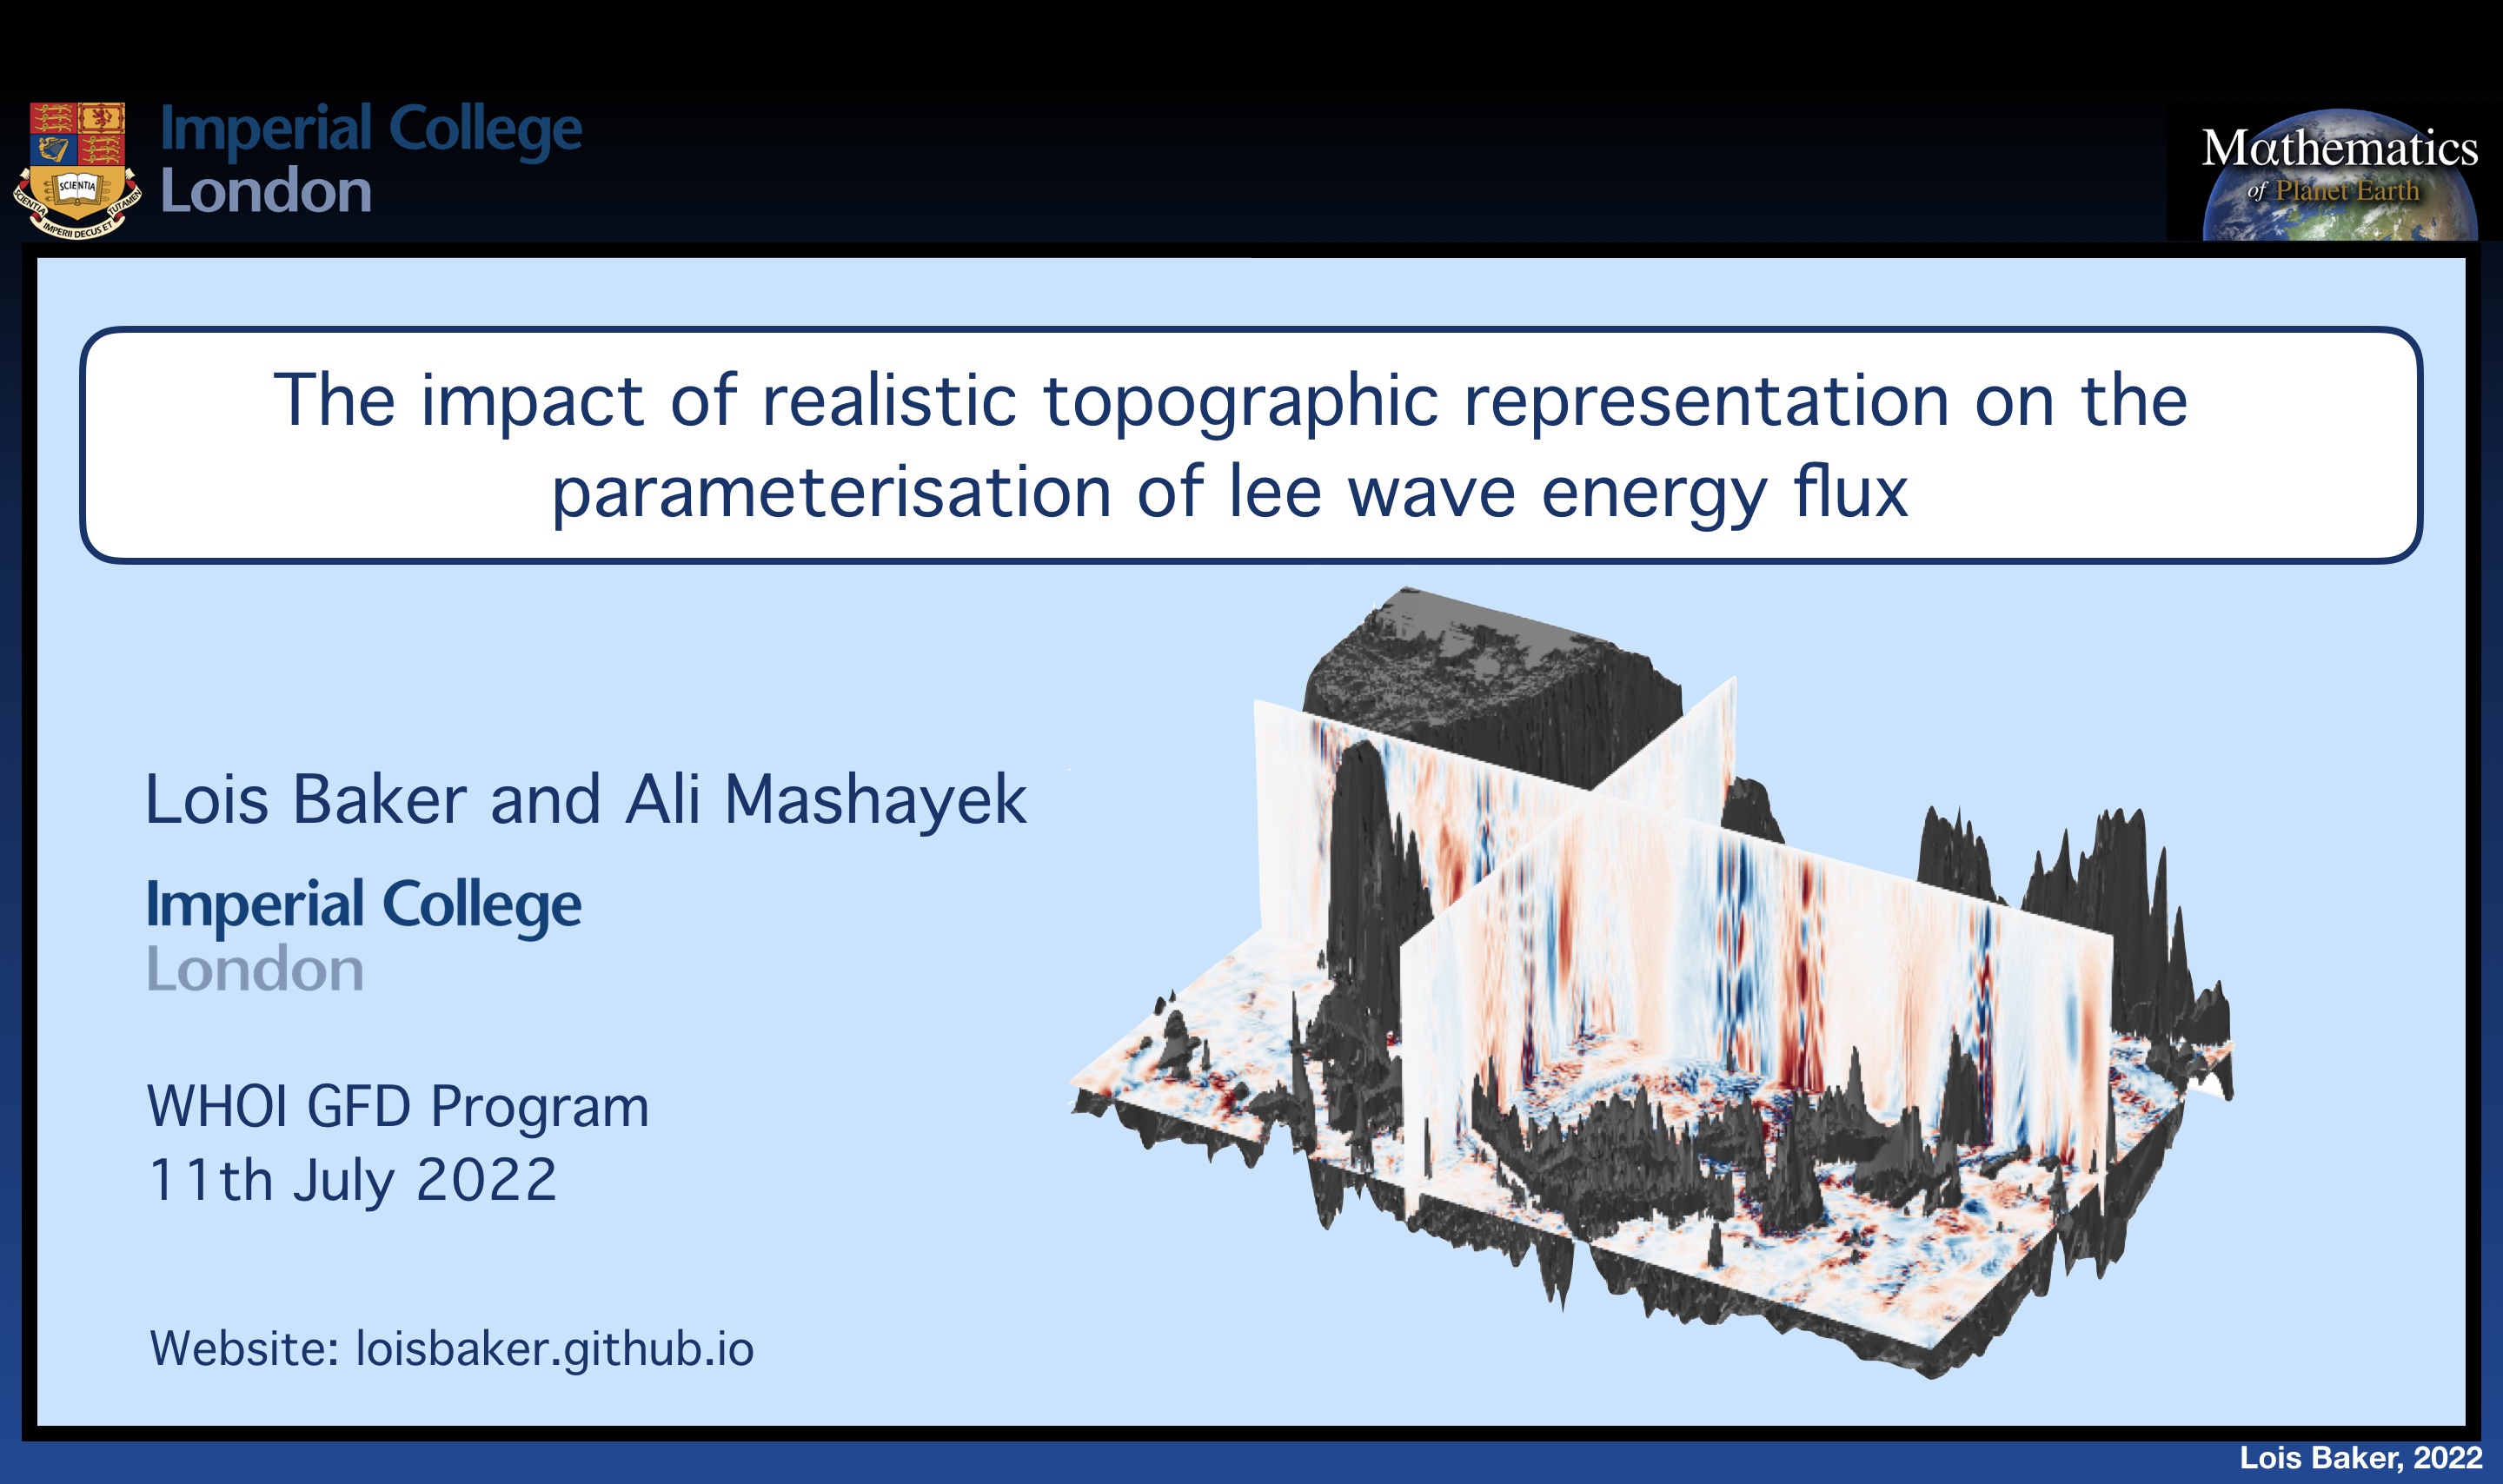 Imperial College
London
SCIENTIA
SCIENTIA
IMPERII DECUS ET
TUTAMEN
Mαthematics
of Planet Earth
The impact of realistic topographic representation on the
parameterisation of lee wave energy flux
Lois Baker and Ali Mashayek
Imperial College
London
WHOI GFD Program
11th July 2022
Website: loisbaker.github.io
Lois Baker, 2022